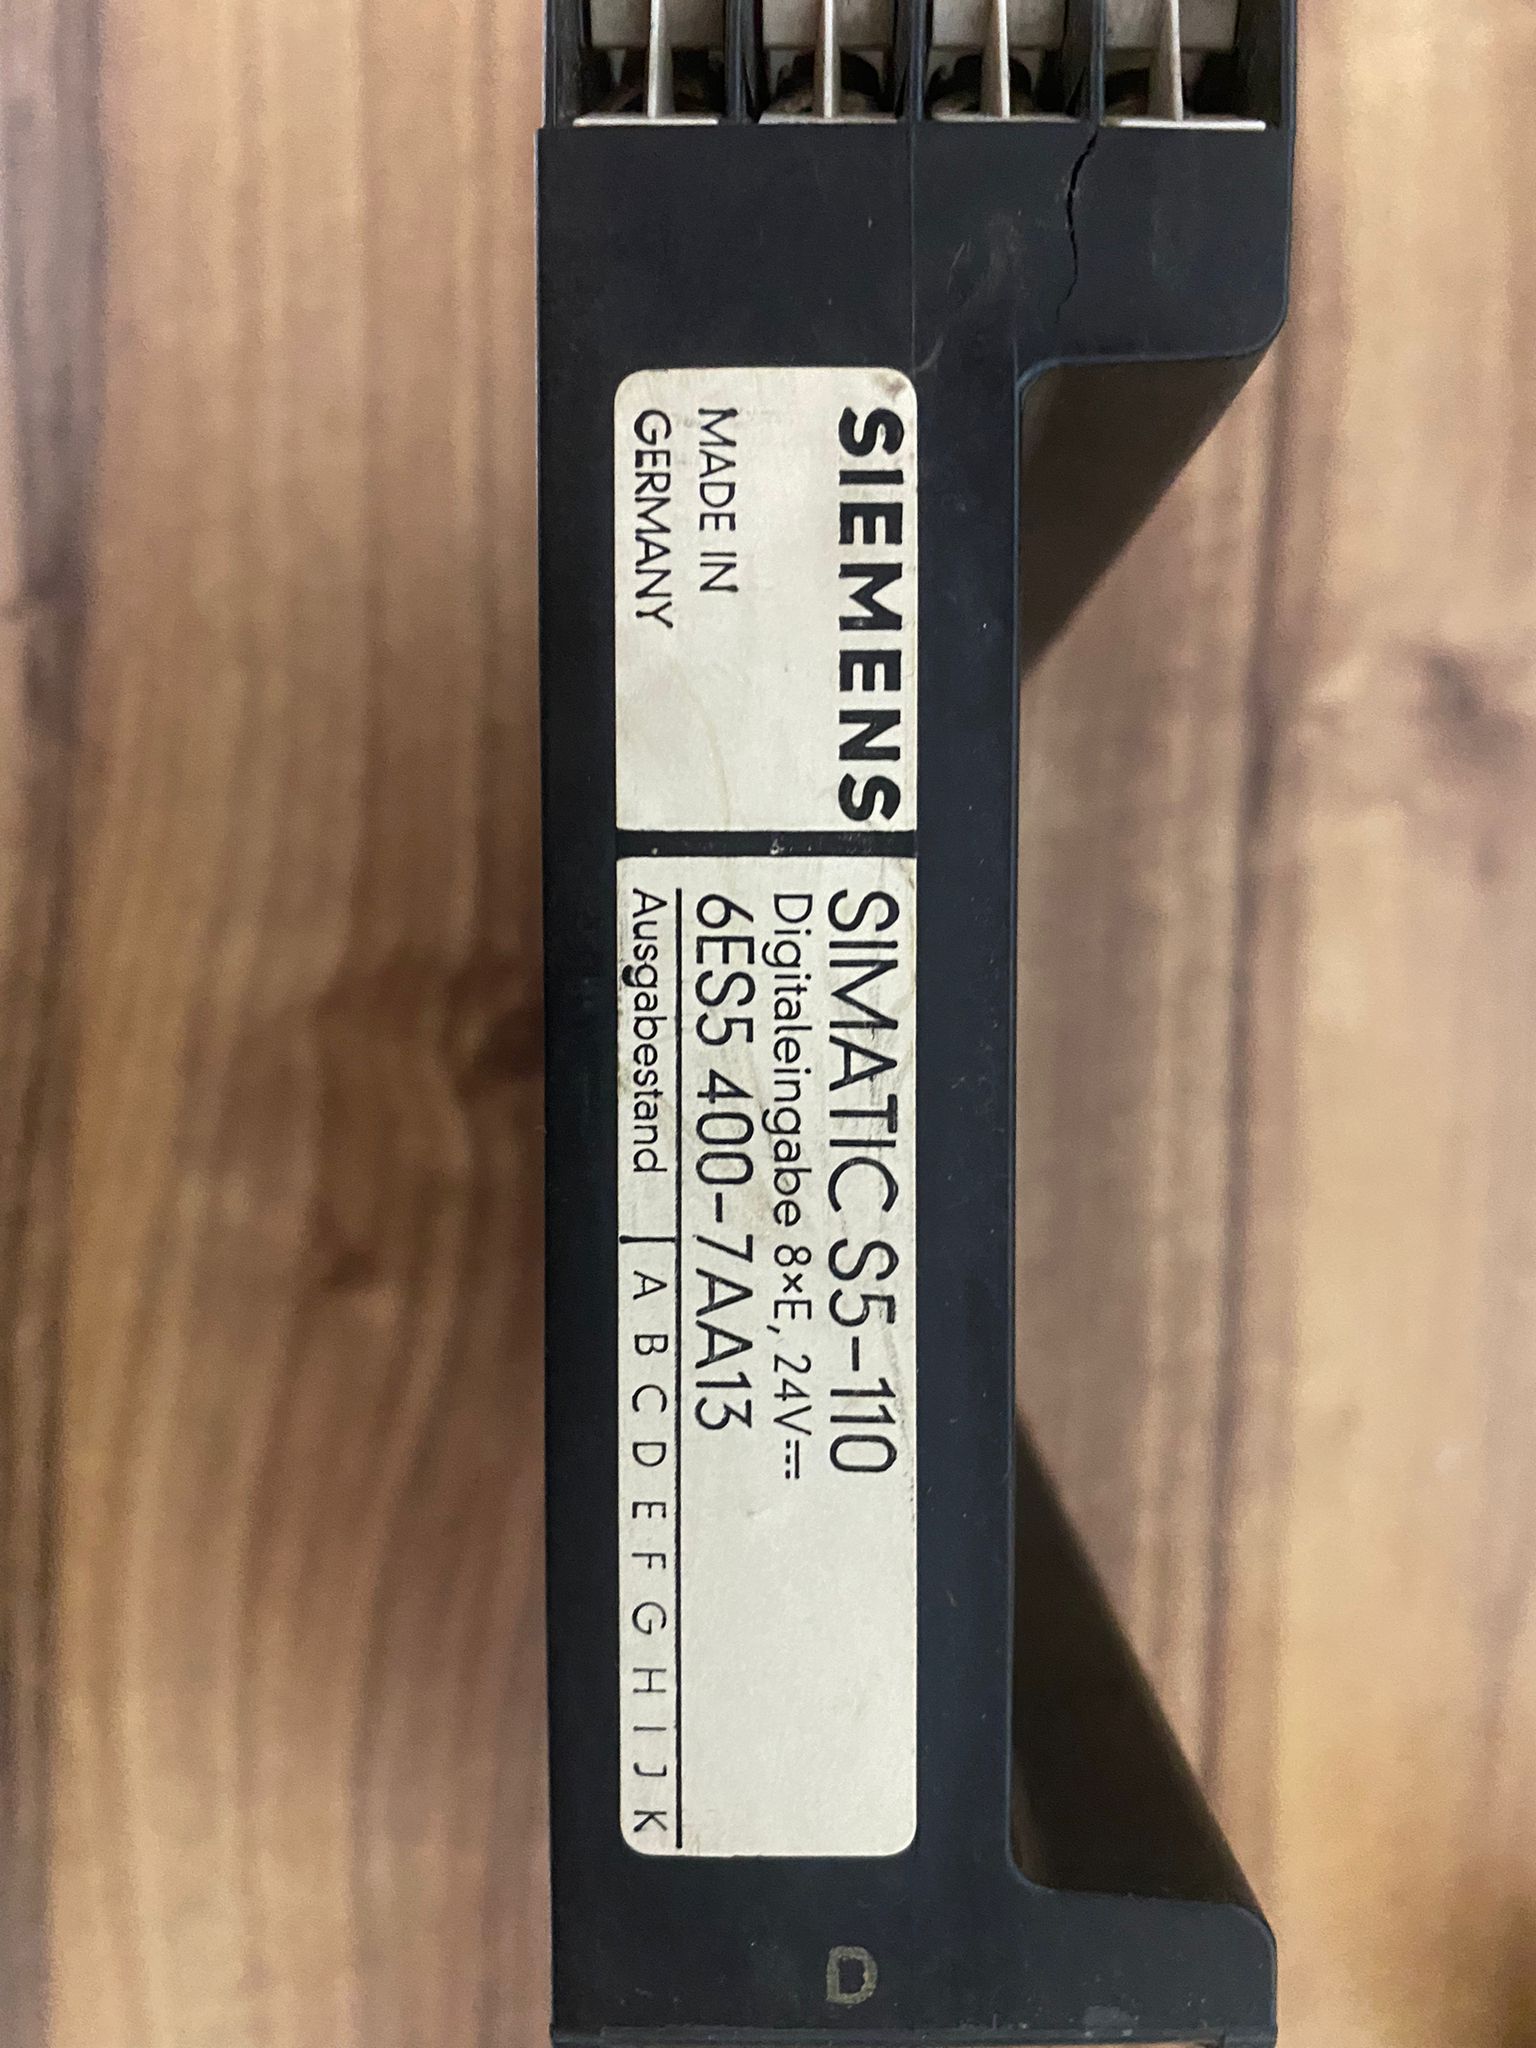 SIEMENS
MADE IN
GERMANY
SIMATIC S5-110
Digitaleingabe 8×E, 24V⎓
6ES5 400-7AA13
Ausgabestand A B C D E F G H I J K
D